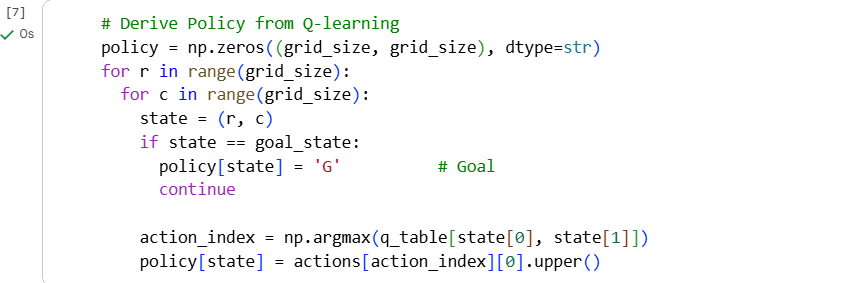 [7]
✓ 0s
# Derive Policy from Q-learning
policy = np.zeros((grid_size, grid_size), dtype=str)
for r in range(grid_size):
  for c in range(grid_size):
    state = (r, c)
    if state == goal_state:
      policy[state] = 'G'          # Goal
      continue

    action_index = np.argmax(q_table[state[0], state[1]])
    policy[state] = actions[action_index][0].upper()